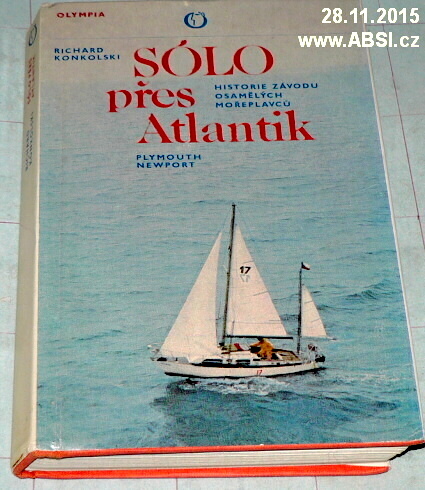 28.11.2015
www.ABSI.cz
OLYMPIA
RICHARD
KONKOLSKI
SÓLO
přes
Atlantik
HISTORIE ZÁVODU
OSAMĚLÝCH
MOŘEPLAVCŮ
PLYMOUTH
NEWPORT
17
17